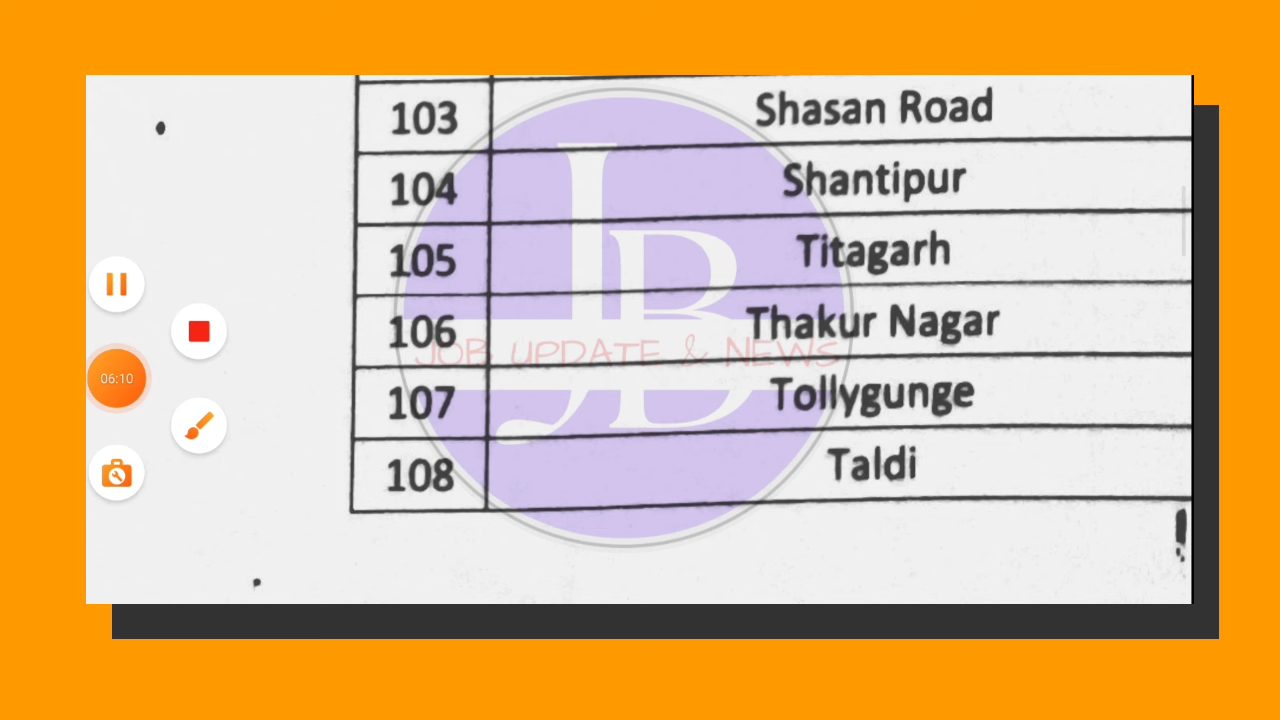 103 Shasan Road
104 Shantipur
105 Titagarh
106 Thakur Nagar
JOB UPDATE & NEWS
107 Tollygunge
108 Taldi
JB
06:10